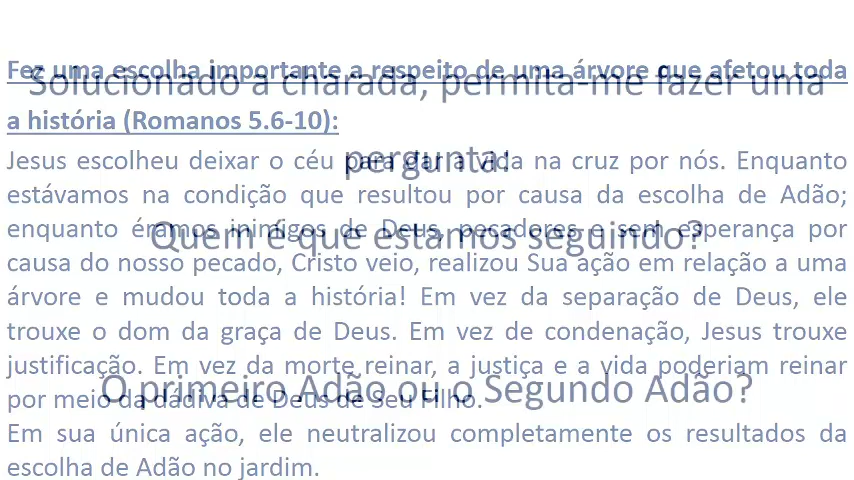 Fez uma escolha importante a respeito de uma árvore que afetou toda
a história (Romanos 5.6-10):
Jesus escolheu deixar o céu para dar a vida na cruz por nós. Enquanto
estávamos na condição que resultou por causa da escolha de Adão;
enquanto éramos inimigos de Deus, pecadores e sem esperança por
causa do nosso pecado, Cristo veio, realizou Sua ação em relação a uma
árvore e mudou toda a história! Em vez da separação de Deus, ele
trouxe o dom da graça de Deus. Em vez de condenação, Jesus trouxe
justificação. Em vez da morte reinar, a justiça e a vida poderiam reinar
por meio da dádiva de Deus de Seu Filho.
Em sua única ação, ele neutralizou completamente os resultados da
escolha de Adão no jardim.
Solucionado a charada, permita-me fazer uma
pergunta:
Quem é que estamos seguindo?
O primeiro Adão ou o Segundo Adão?